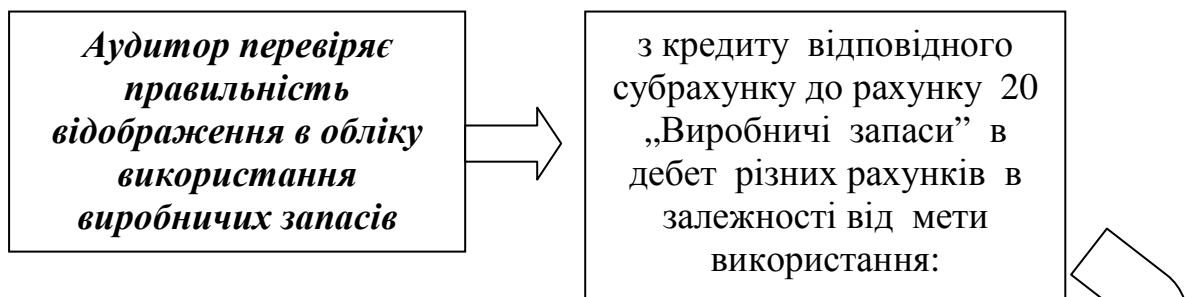 Аудитор перевіряє
правильність
відображення в обліку
використання
виробничих запасів
з кредиту відповідного
субрахунку до рахунку 20
„Виробничі запаси” в
дебет різних рахунків в
залежності від мети
використання: